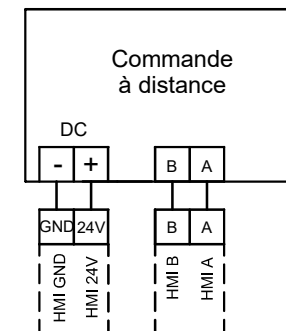 Commande
à distance
DC
- + B A
GND 24V B A
HMI GND HMI 24V HMI B HMI A